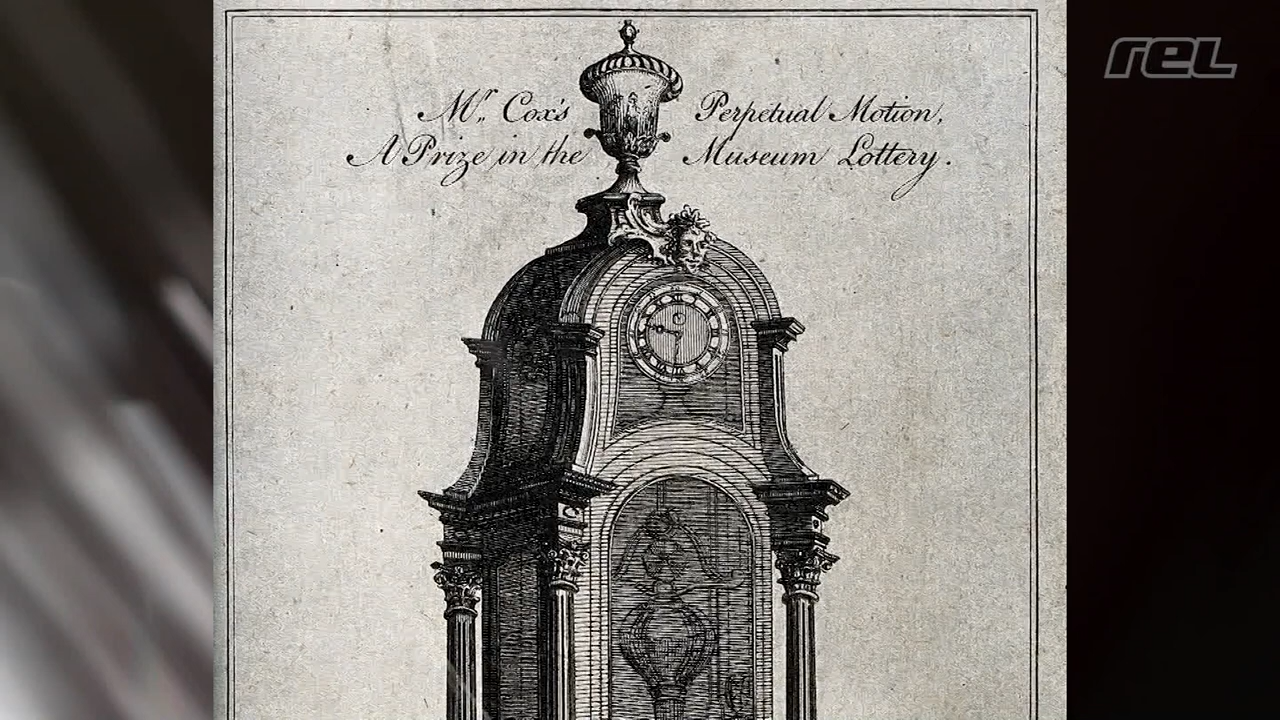 Mr. Cox's Perpetual Motion,
A Prize in the Museum Lottery.
rel